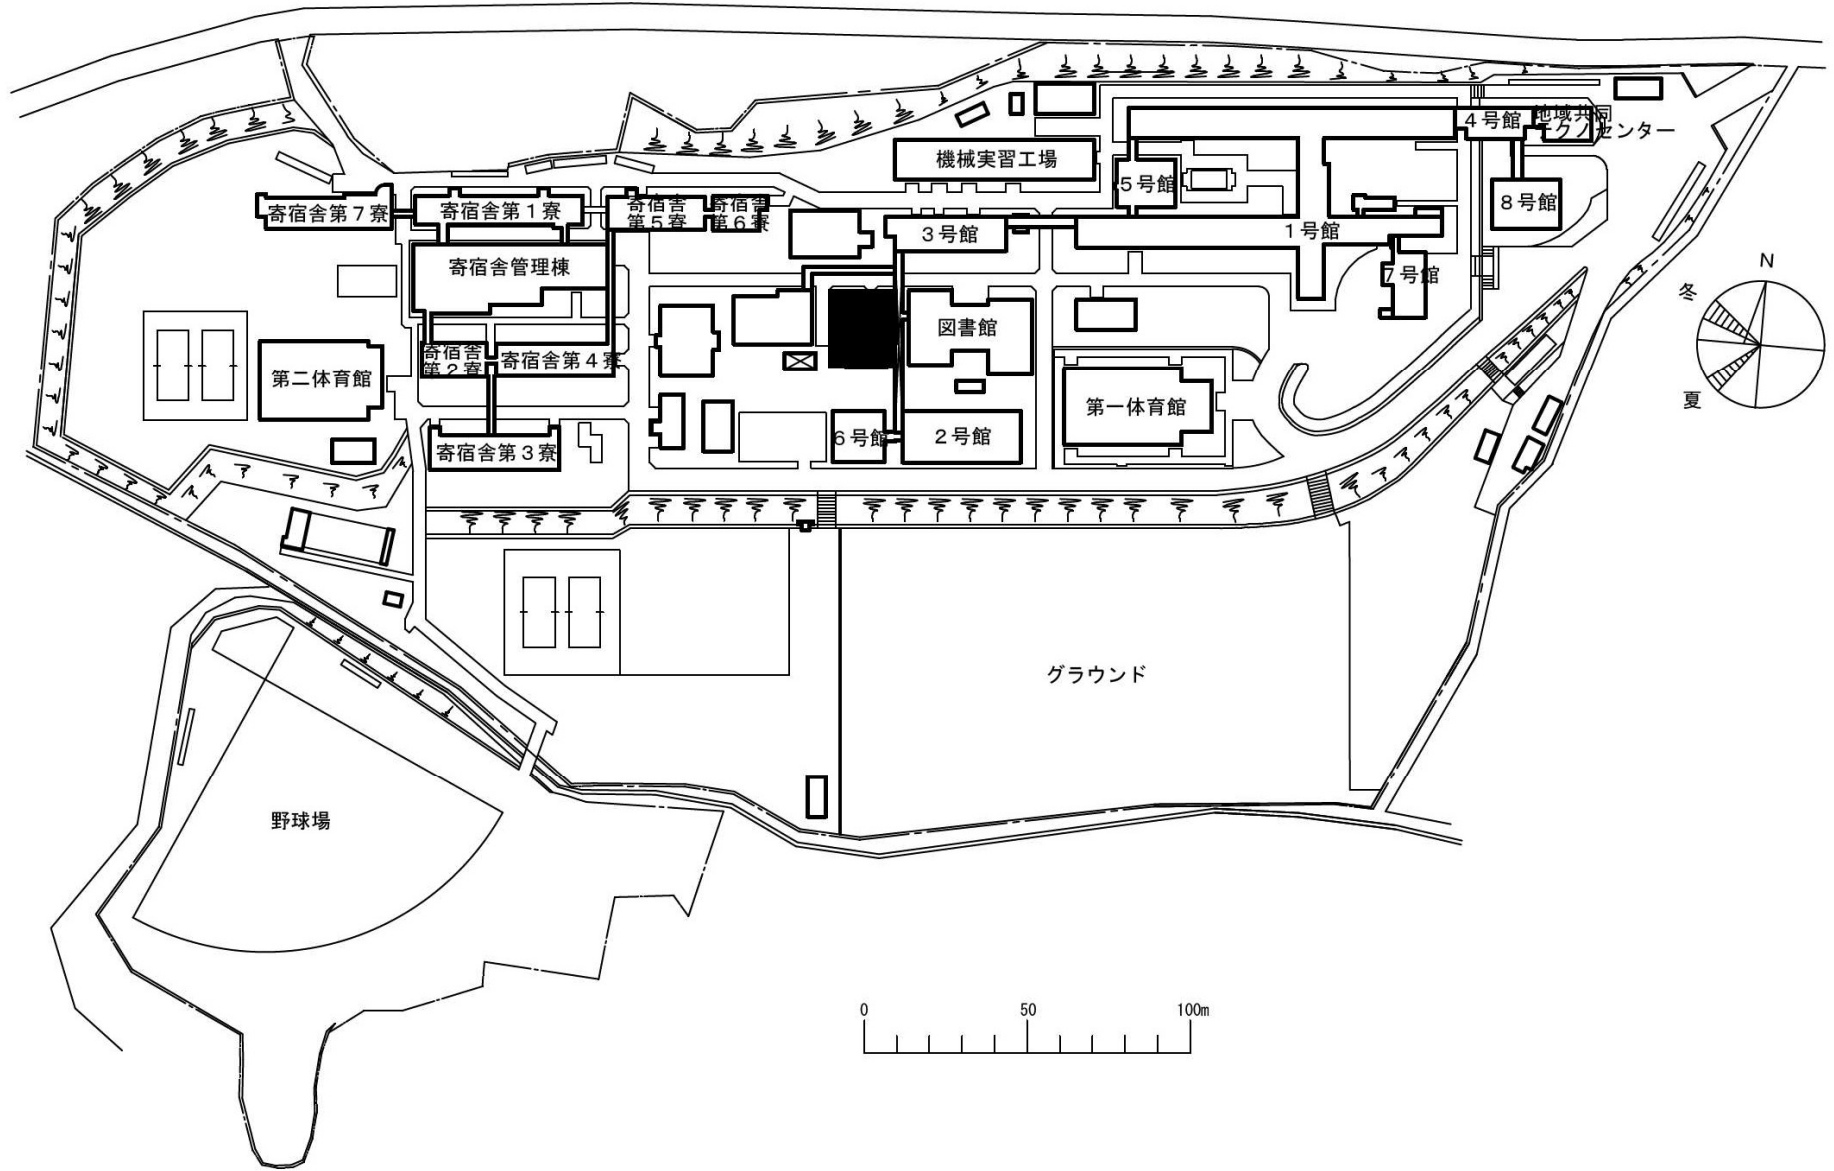 ４号館
地域共同
テクノセンター
機械実習工場
５号館
８号館
寄宿舎第７寮
寄宿舎第１寮
寄宿舎
第５寮
寄宿舎
第６寮
３号館
１号館
７号館
寄宿舎管理棟
図書館
寄宿舎
第２寮
寄宿舎第４寮
第二体育館
第一体育館
寄宿舎第３寮
６号館
２号館
N
冬
夏
グラウンド
野球場
0 50 100m